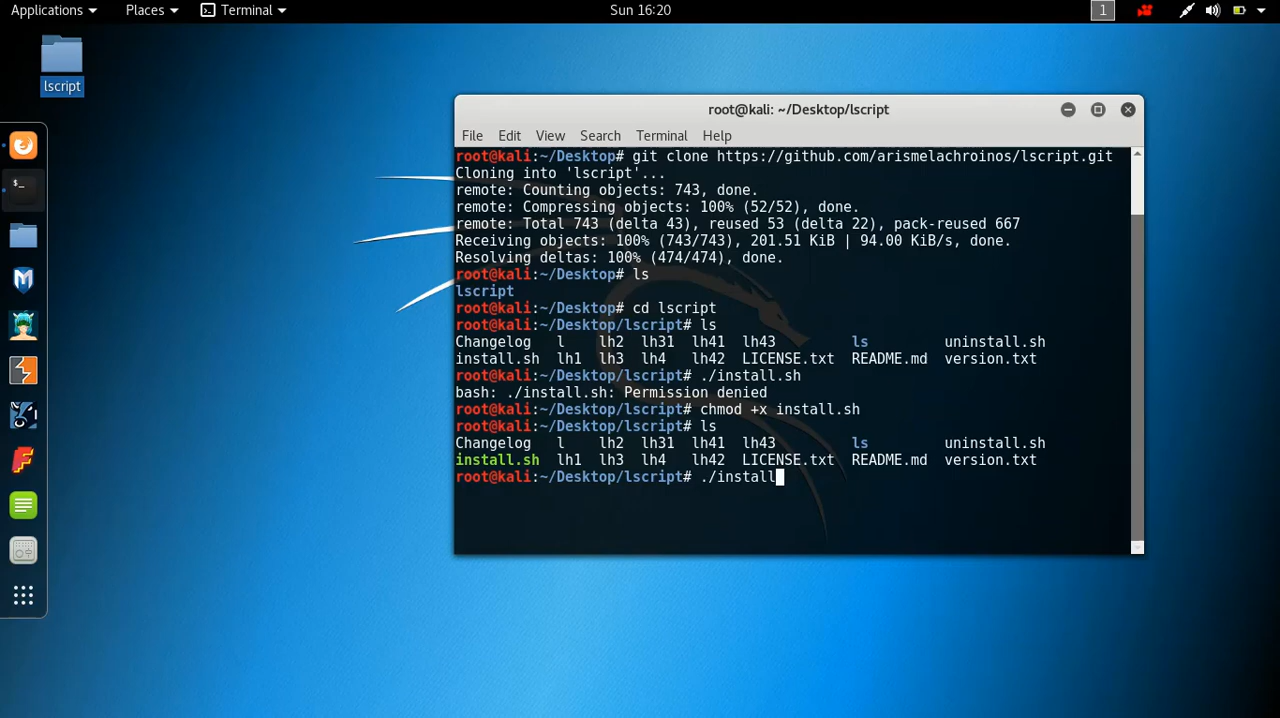 Applications Places Terminal Sun 16:20 1
lscript
root@kali: ~/Desktop/lscript
File Edit View Search Terminal Help
root@kali:~/Desktop# git clone https://github.com/arismelachroinos/lscript.git
Cloning into 'lscript'...
remote: Counting objects: 743, done.
remote: Compressing objects: 100% (52/52), done.
remote: Total 743 (delta 43), reused 53 (delta 22), pack-reused 667
Receiving objects: 100% (743/743), 201.51 KiB | 94.00 KiB/s, done.
Resolving deltas: 100% (474/474), done.
root@kali:~/Desktop# ls
lscript
root@kali:~/Desktop# cd lscript
root@kali:~/Desktop/lscript# ls
Changelog l lh2 lh31 lh41 lh43 ls uninstall.sh
install.sh lh1 lh3 lh4 lh42 LICENSE.txt README.md version.txt
root@kali:~/Desktop/lscript# ./install.sh
bash: ./install.sh: Permission denied
root@kali:~/Desktop/lscript# chmod +x install.sh
root@kali:~/Desktop/lscript# ls
Changelog l lh2 lh31 lh41 lh43 ls uninstall.sh
install.sh lh1 lh3 lh4 lh42 LICENSE.txt README.md version.txt
root@kali:~/Desktop/lscript# ./install